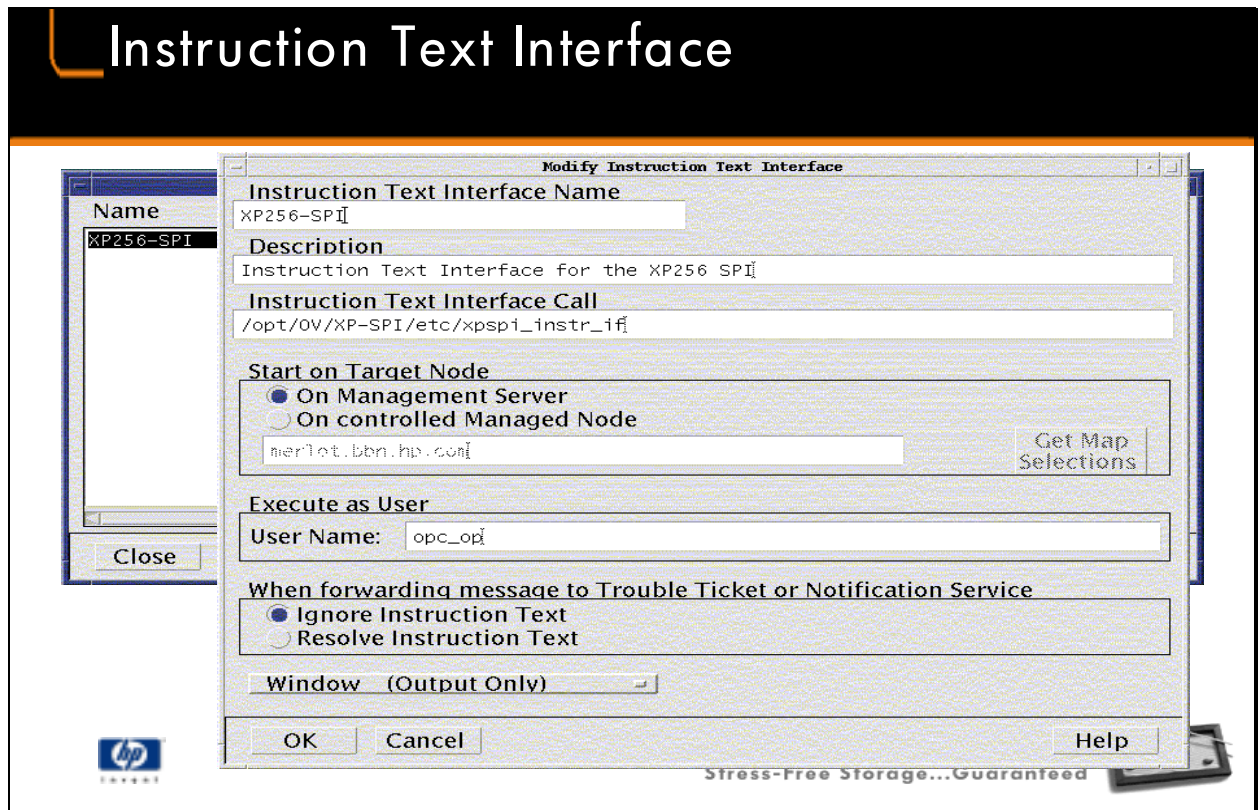 Instruction Text Interface
Modify Instruction Text Interface
Name
XP256-SPI
Close
Instruction Text Interface Name
XP256-SPI
Description
Instruction Text Interface for the XP256 SPI
Instruction Text Interface Call
/opt/OV/XP-SPI/etc/xpspi_instr_if
Start on Target Node
On Management Server
On controlled Managed Node
merlot.bbn.hp.com
Get Map
Selections
Execute as User
User Name: opc_op
When forwarding message to Trouble Ticket or Notification Service
Ignore Instruction Text
Resolve Instruction Text
Window (Output Only)
OK Cancel Help
hp
invent
Stress-Free Storage...Guaranteed